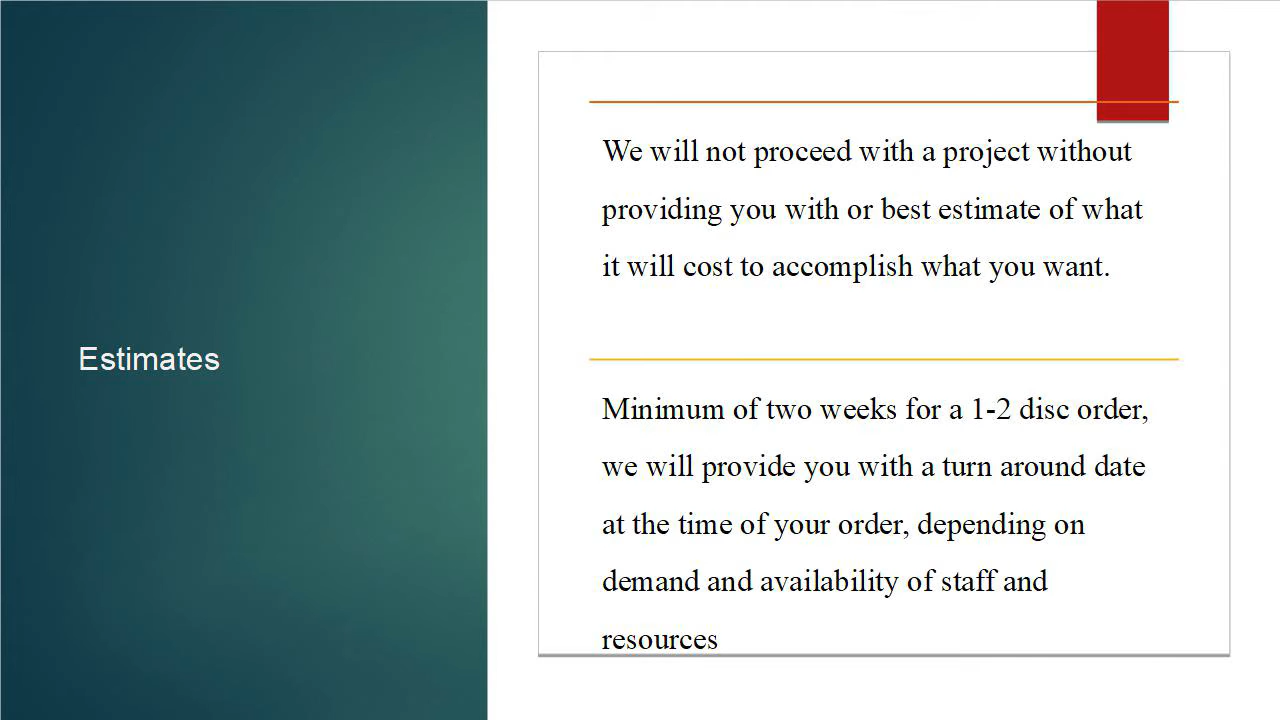 Estimates
We will not proceed with a project without
providing you with or best estimate of what
it will cost to accomplish what you want.
Minimum of two weeks for a 1-2 disc order,
we will provide you with a turn around date
at the time of your order, depending on
demand and availability of staff and
resources